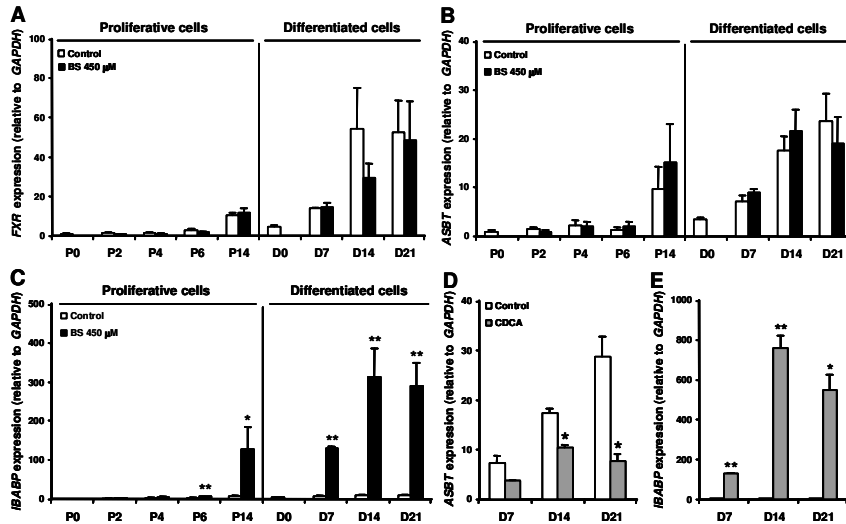 A
Proliferative cells
Differentiated cells
FXR expression (relative to GAPDH)
100
80
60
40
20
0
Control
BS 450 µM
P0 P2 P4 P6 P14 D0 D7 D14 D21
B
Proliferative cells
Differentiated cells
ASBT expression (relative to GAPDH)
40
30
20
10
0
Control
BS 450 µM
P0 P2 P4 P6 P14 D0 D7 D14 D21
C
Proliferative cells
Differentiated cells
IBABP expression (relative to GAPDH)
500
400
300
200
100
0
Control
BS 450 µM
** * ** ** **
P0 P2 P4 P6 P14 D0 D7 D14 D21
D
ASBT expression (relative to GAPDH)
40
30
20
10
0
Control
CDCA
* *
D7 D14 D21
E
IBABP expression (relative to GAPDH)
1000
800
600
400
200
0
** ** *
D7 D14 D21